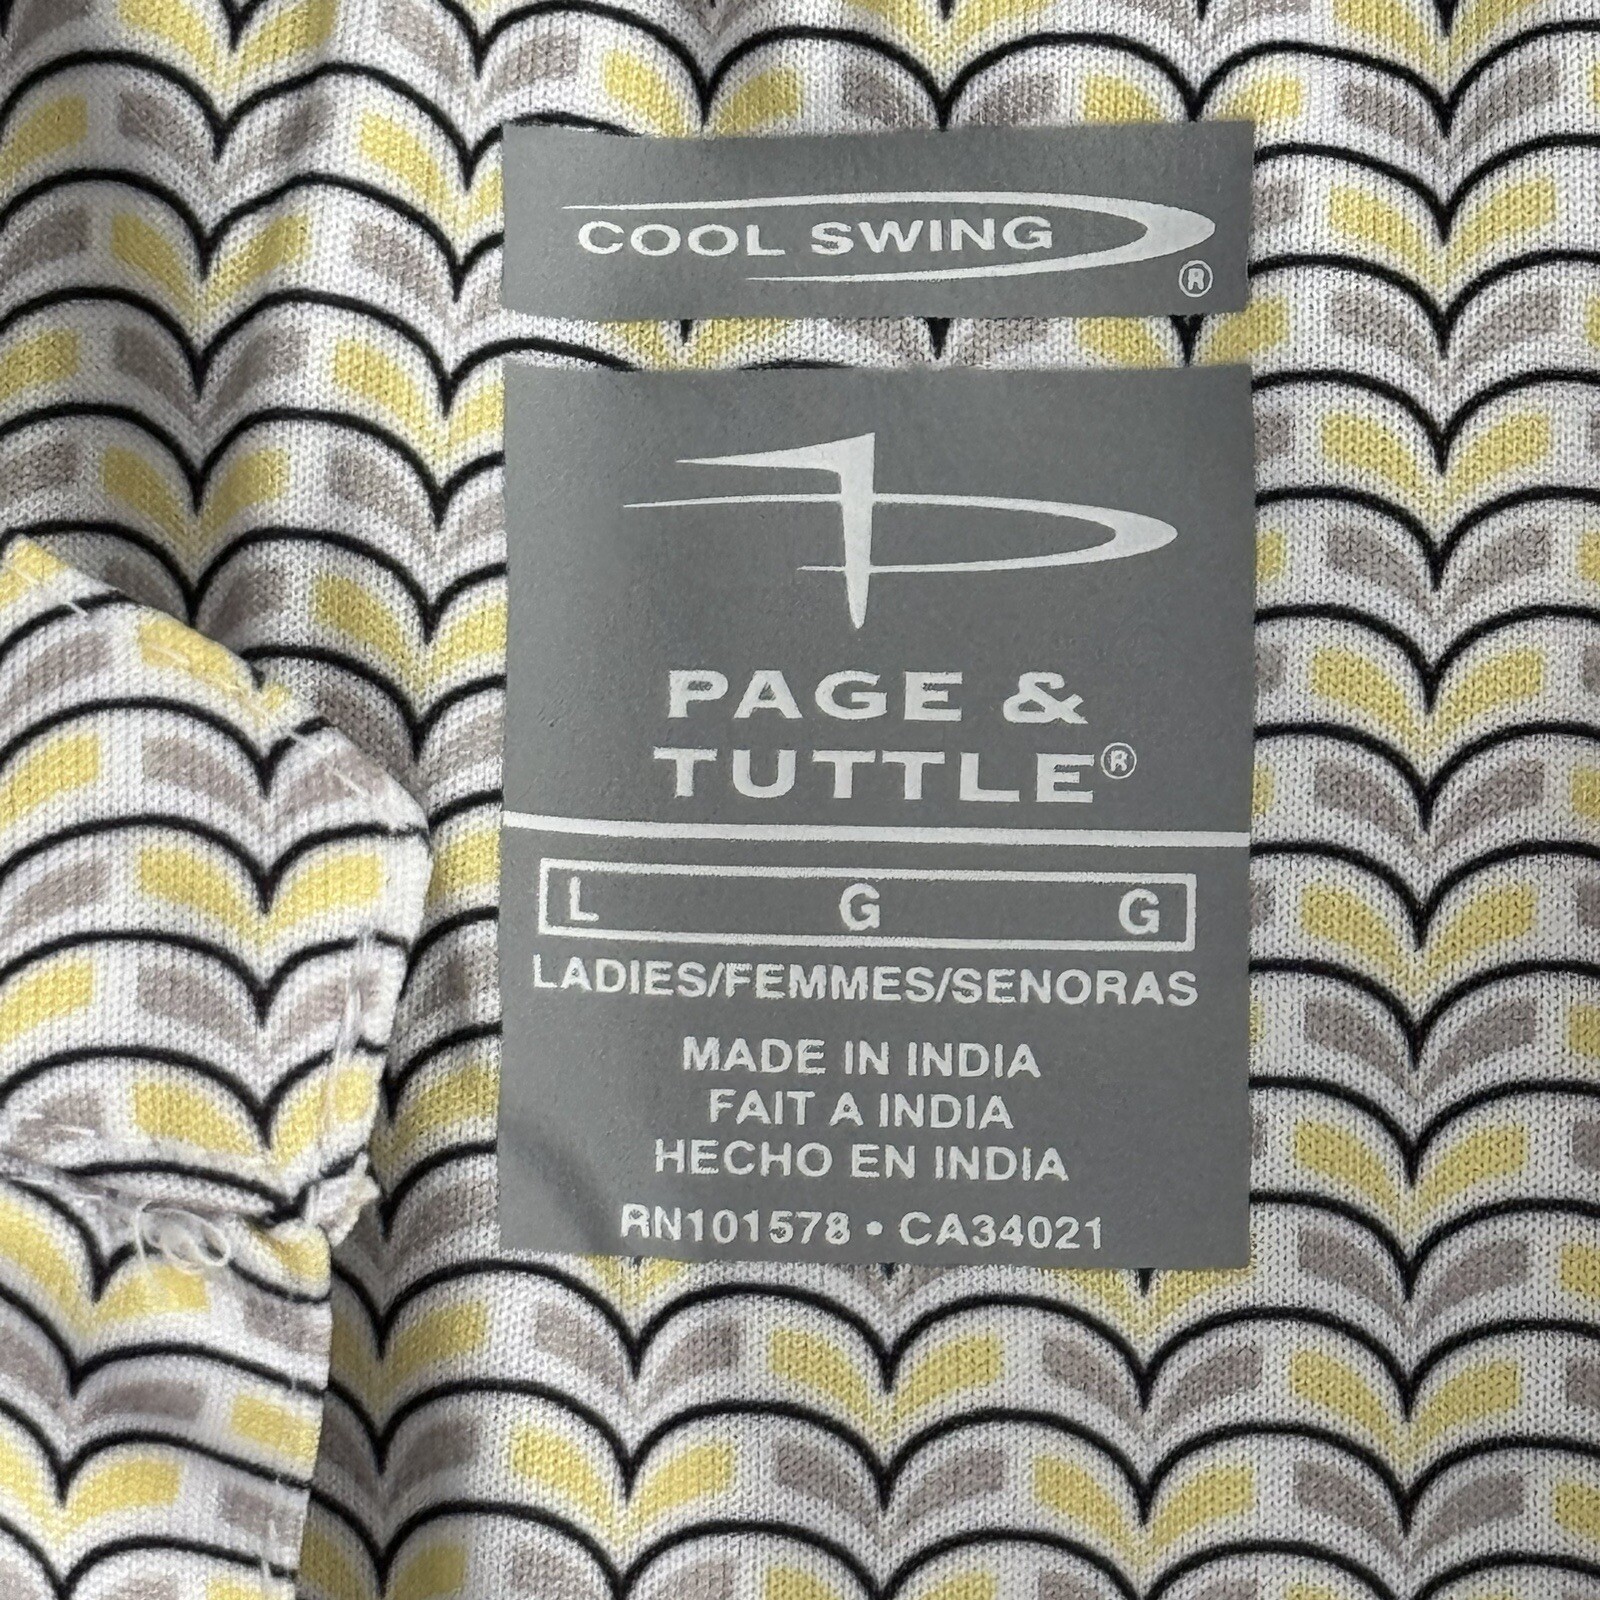 COOL SWING ®
PAGE &
TUTTLE®
L G G
LADIES/FEMMES/SENORAS
MADE IN INDIA
FAIT A INDIA
HECHO EN INDIA
RN101578 • CA34021